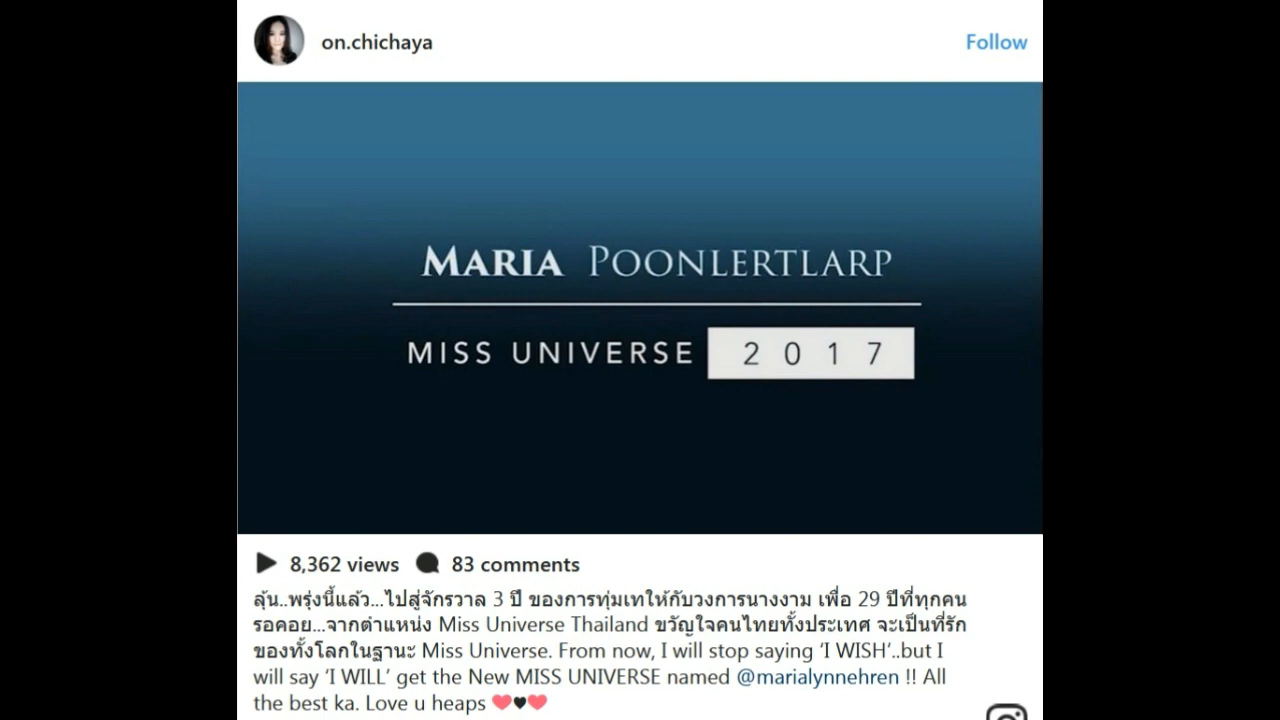 on.chichaya
Follow
MARIA POONLERTLARP
MISS UNIVERSE 2017
8,362 views 83 comments
ลุ้น..พรุ่งนี้แล้ว...ไปสู่จักรวาล 3 ปี ของการทุ่มเทให้กับวงการนางงาม เพื่อ 29 ปีที่ทุกคน
รอคอย...จากตำแหน่ง Miss Universe Thailand ขวัญใจคนไทยทั้งประเทศ จะเป็นที่รัก
ของทั้งโลกในฐานะ Miss Universe. From now, I will stop saying ‘I WISH’..but I
will say ‘I WILL’ get the New MISS UNIVERSE named @marialynnehren !! All
the best ka. Love u heaps ❤️🖤❤️